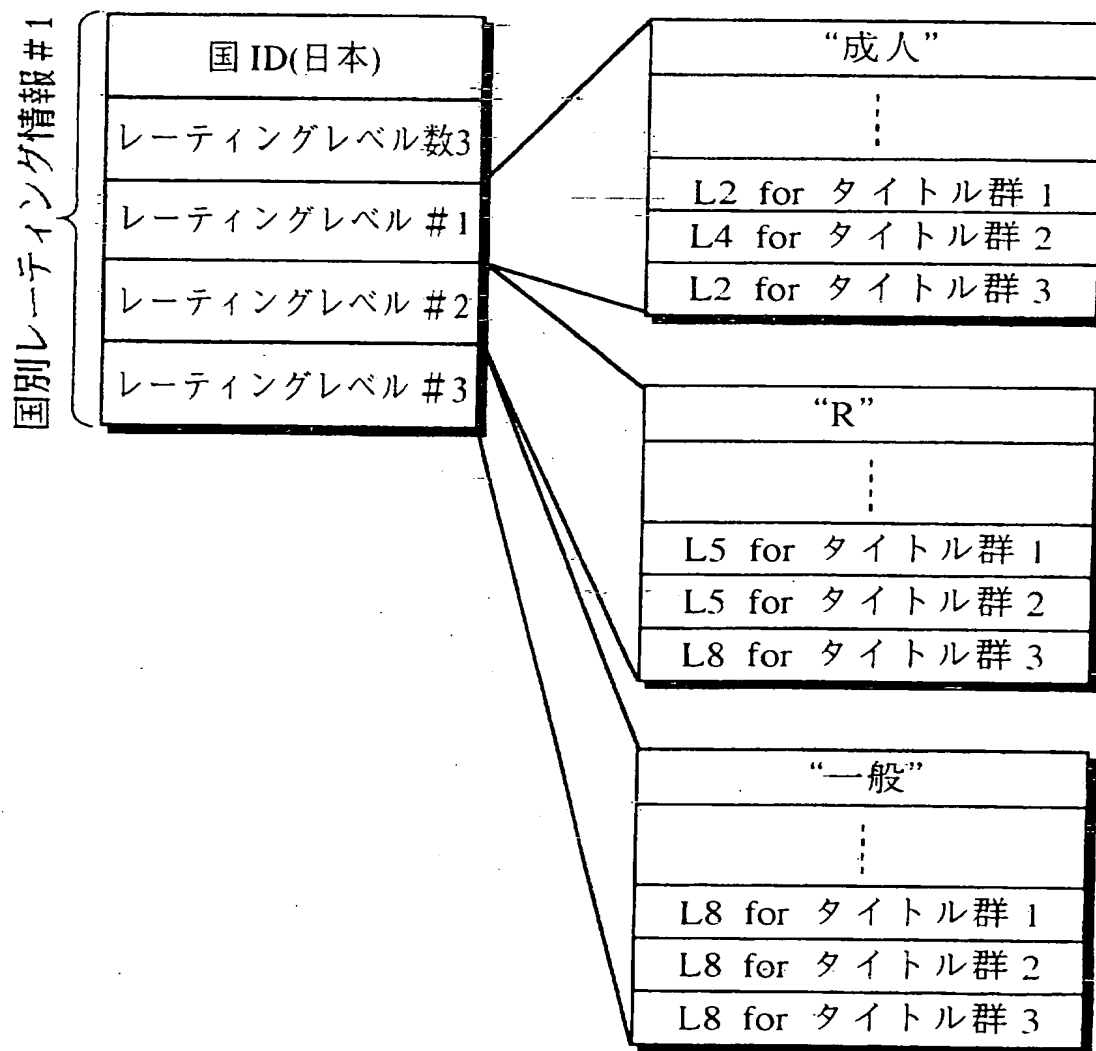 国別レーティング情報#1
国ID(日本)
レーティングレベル数3
レーティングレベル #1
レーティングレベル #2
レーティングレベル #3
“成人”
L2 for タイトル群 1
L4 for タイトル群 2
L2 for タイトル群 3
“R”
L5 for タイトル群 1
L5 for タイトル群 2
L8 for タイトル群 3
“一般”
L8 for タイトル群 1
L8 for タイトル群 2
L8 for タイトル群 3